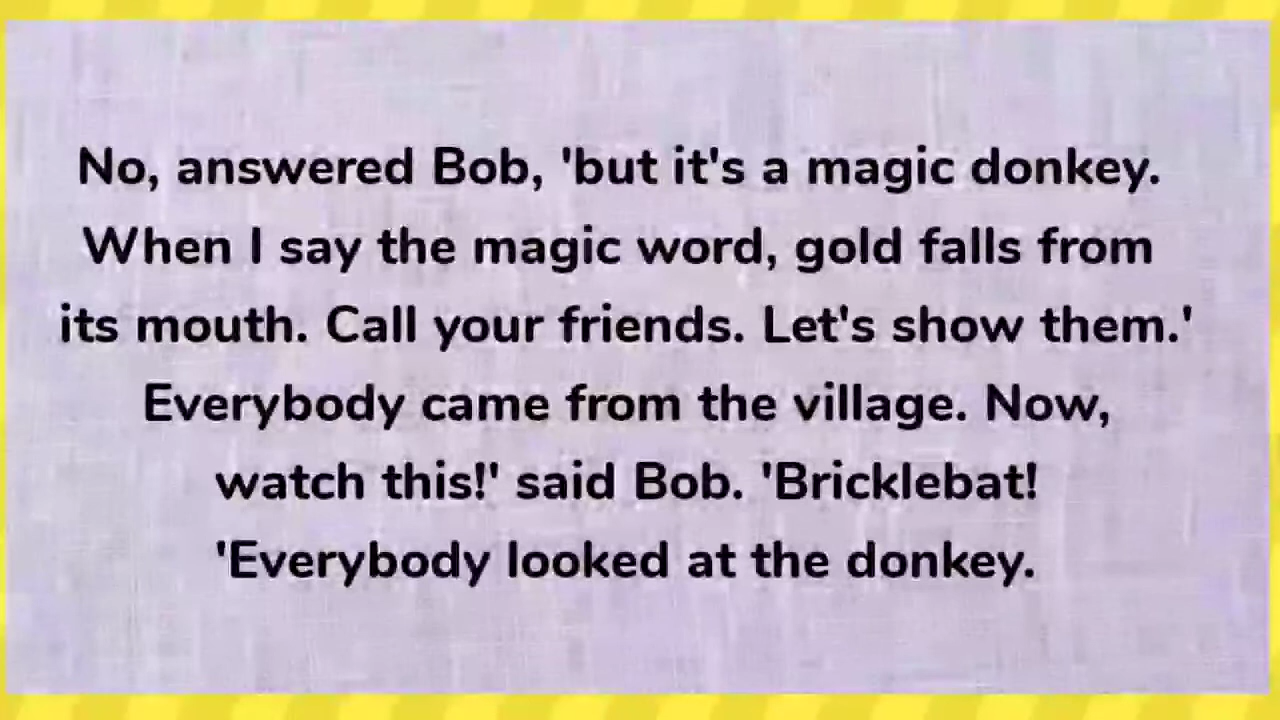 No, answered Bob, 'but it's a magic donkey.
When I say the magic word, gold falls from
its mouth. Call your friends. Let's show them.'
Everybody came from the village. Now,
watch this!' said Bob. 'Bricklebat!
'Everybody looked at the donkey.